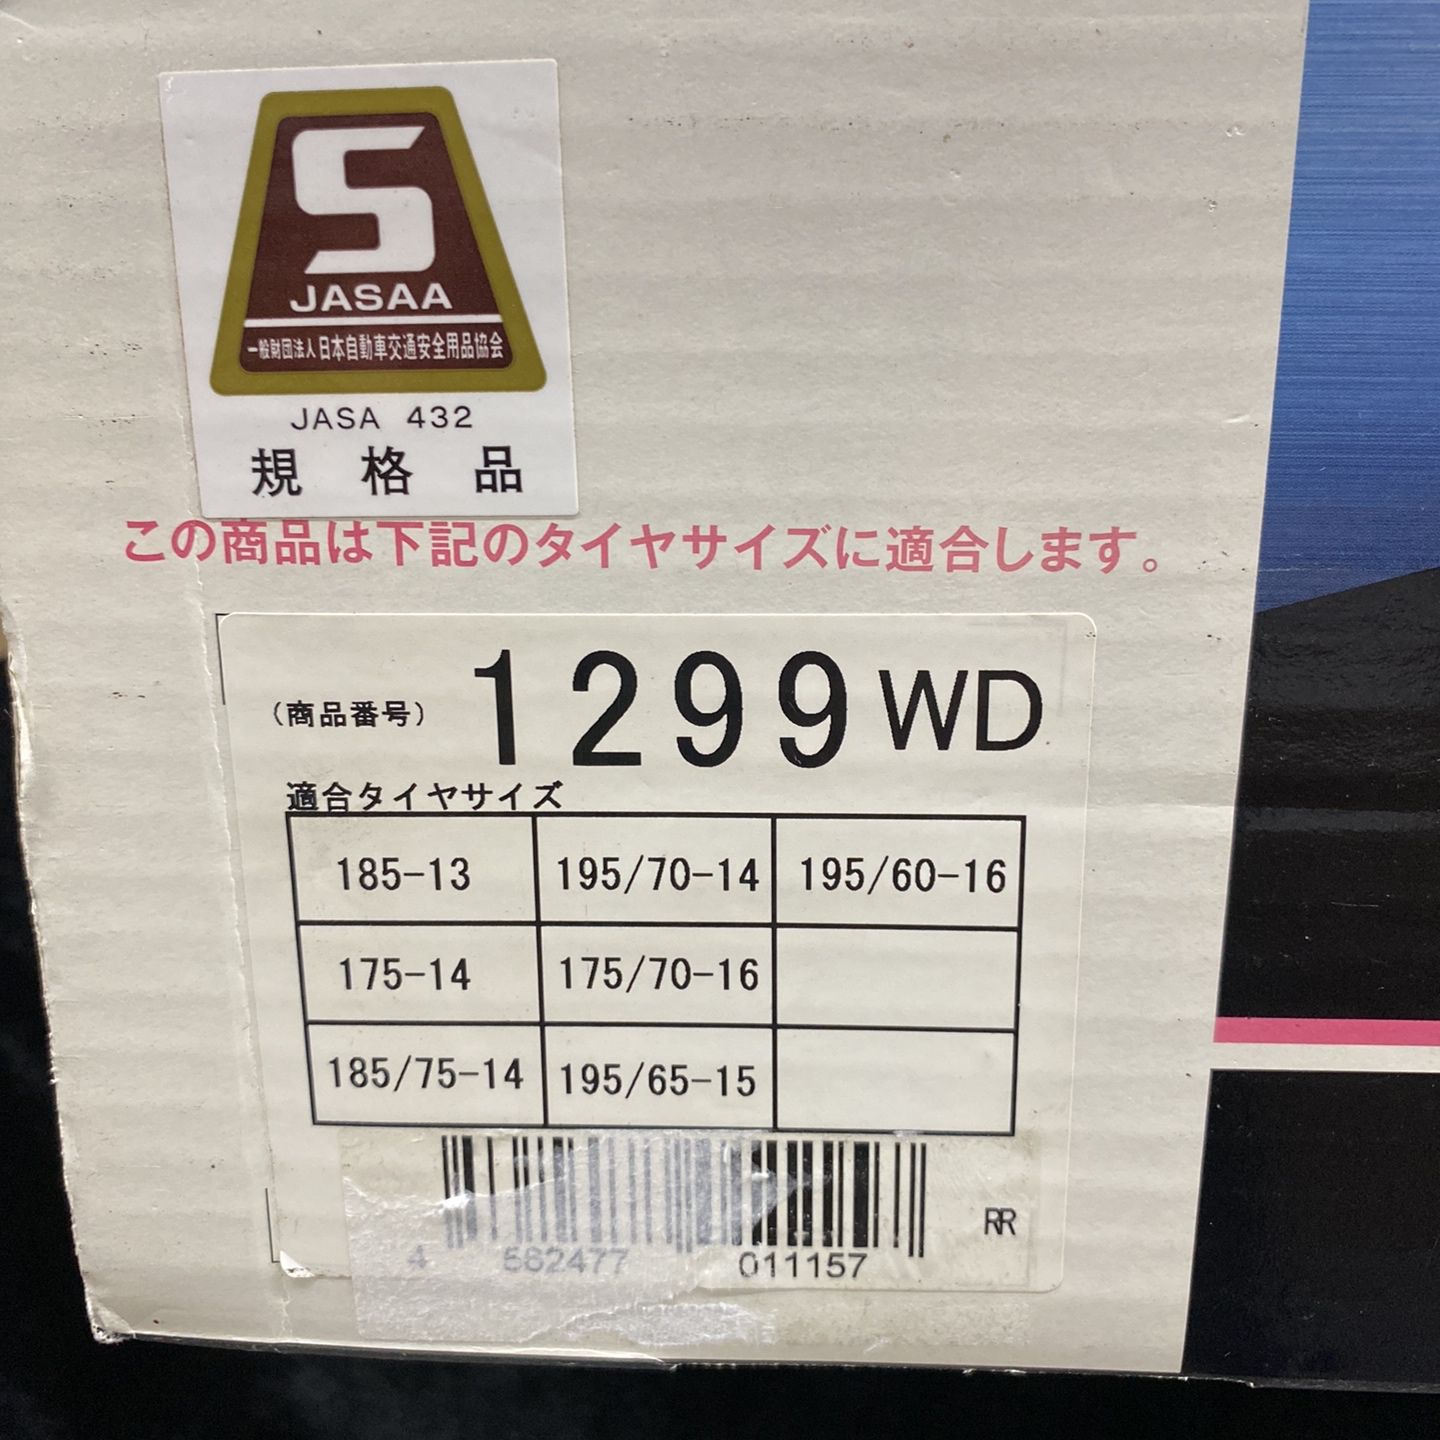 S
JASAA
一般財団法人 日本自動車交通安全用品協会
JASA 432
規格品
この商品は下記のタイヤサイズに適合します。
(商品番号) 1299WD
適合タイヤサイズ
185-13 195/70-14 195/60-16
175-14 175/70-16
185/75-14 195/65-15
RR
4 562477 011157